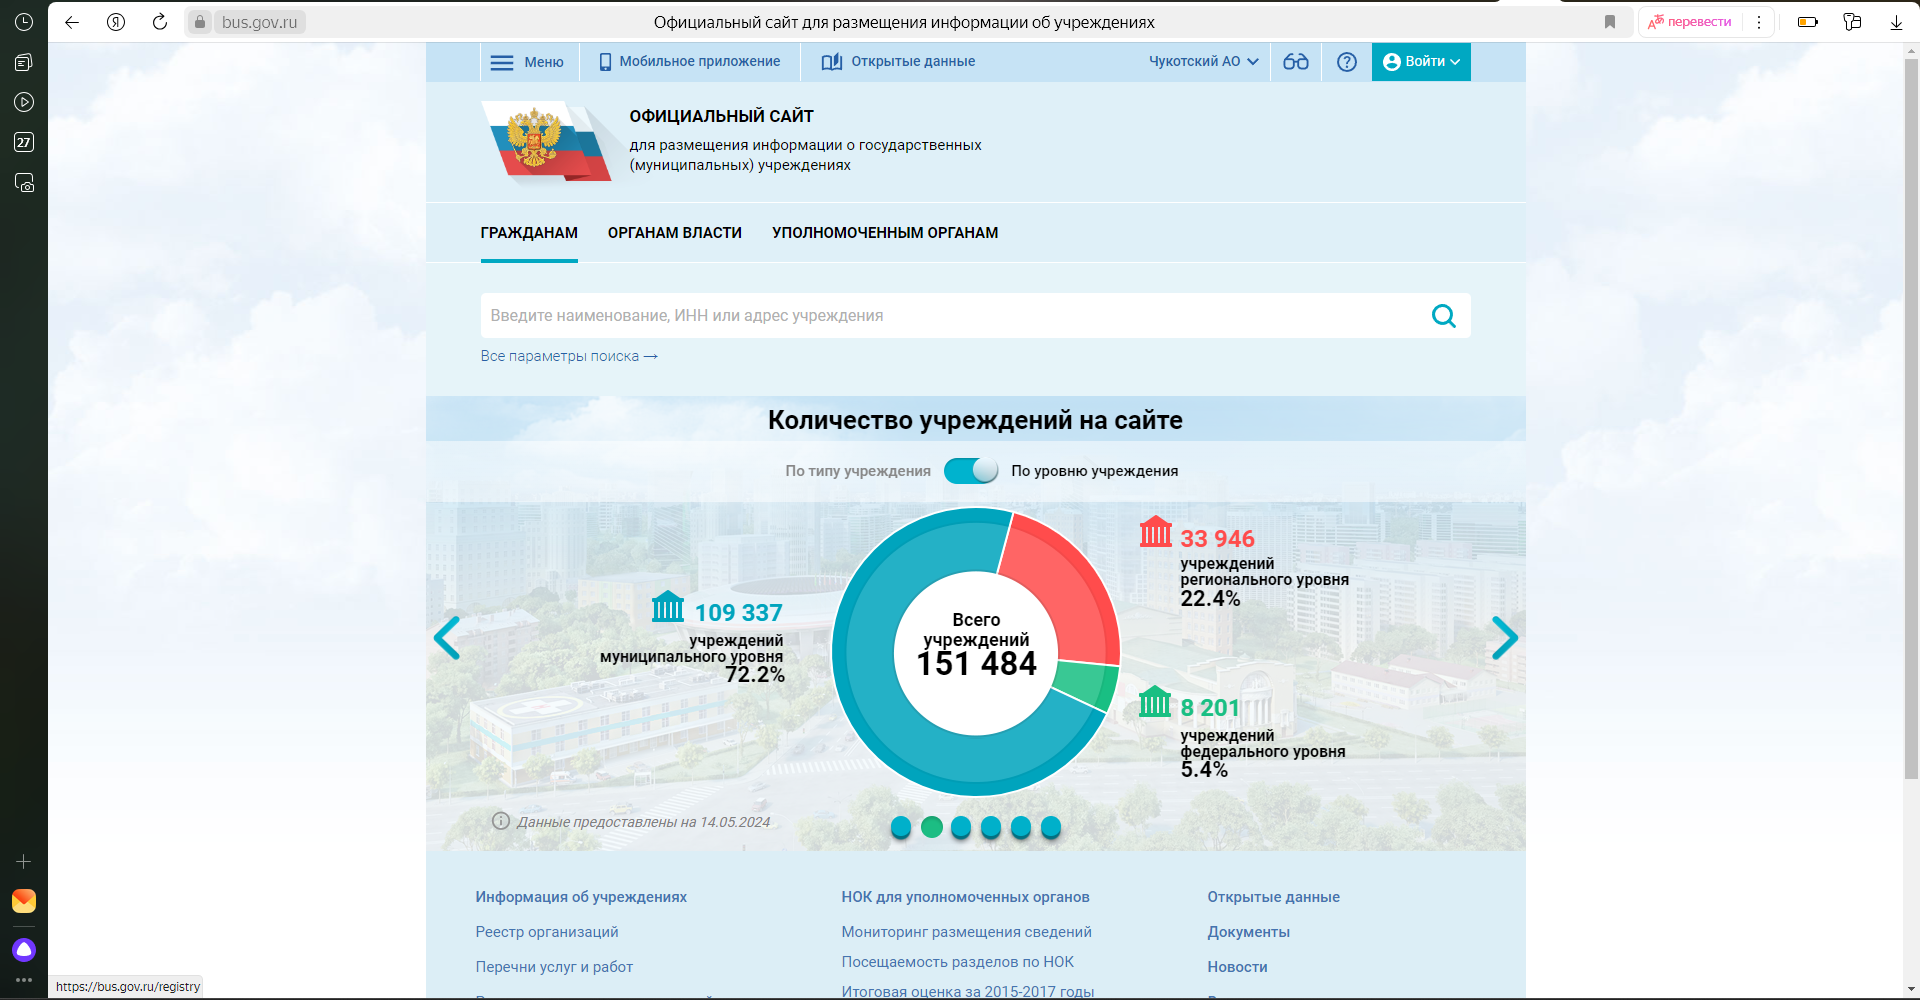 bus.gov.ru
Официальный сайт для размещения информации об учреждениях
перевести
27
Меню
Мобильное приложение
Открытые данные
Чукотский АО
Войти
ОФИЦИАЛЬНЫЙ САЙТ
для размещения информации о государственных
(муниципальных) учреждениях
ГРАЖДАНАМ
ОРГАНАМ ВЛАСТИ
УПОЛНОМОЧЕННЫМ ОРГАНАМ
Введите наименование, ИНН или адрес учреждения
Все параметры поиска →
Количество учреждений на сайте
По типу учреждения
По уровню учреждения
109 337
учреждений
муниципального уровня
72.2%
Всего
учреждений
151 484
33 946
учреждений
регионального уровня
22.4%
8 201
учреждений
федерального уровня
5.4%
Данные предоставлены на 14.05.2024
Информация об учреждениях
Реестр организаций
Перечни услуг и работ
НОК для уполномоченных органов
Мониторинг размещения сведений
Посещаемость разделов по НОК
Итоговая оценка за 2015-2017 годы
Открытые данные
Документы
Новости
https://bus.gov.ru/registry